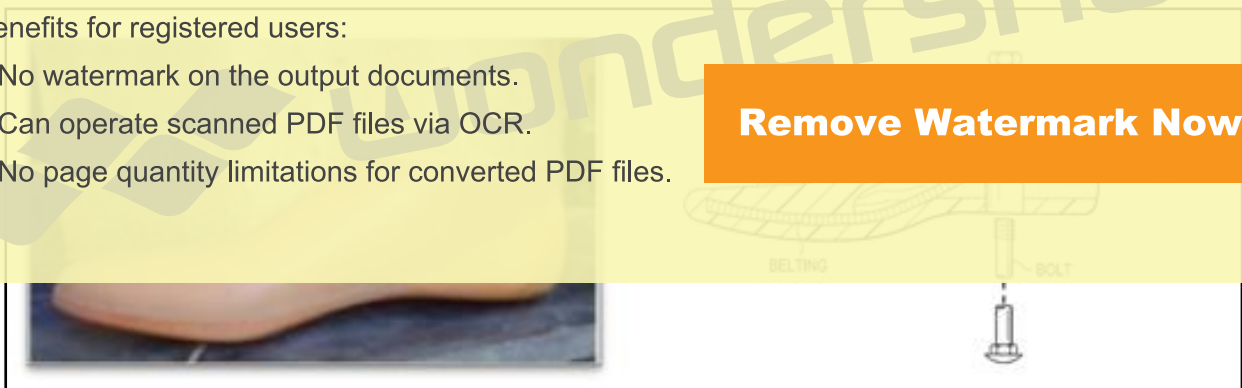 enefits for registered users:
No watermark on the output documents.
Can operate scanned PDF files via OCR.
No page quantity limitations for converted PDF files.
Remove Watermark Now
BELTING
BOLT